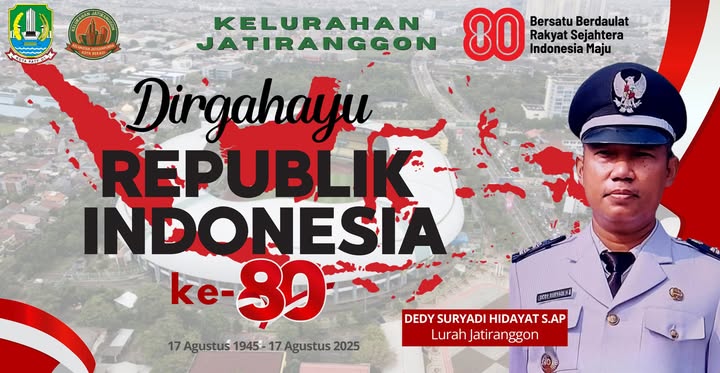 KELURAHAN
JATIRANGGON
80
Bersatu Berdaulat
Rakyat Sejahtera
Indonesia Maju
Dirgahayu
REPUBLIK
INDONESIA
ke-80
17 Agustus 1945 - 17 Agustus 2025
DEDY SURYADI HIDAYAT S.AP
Lurah Jatiranggon